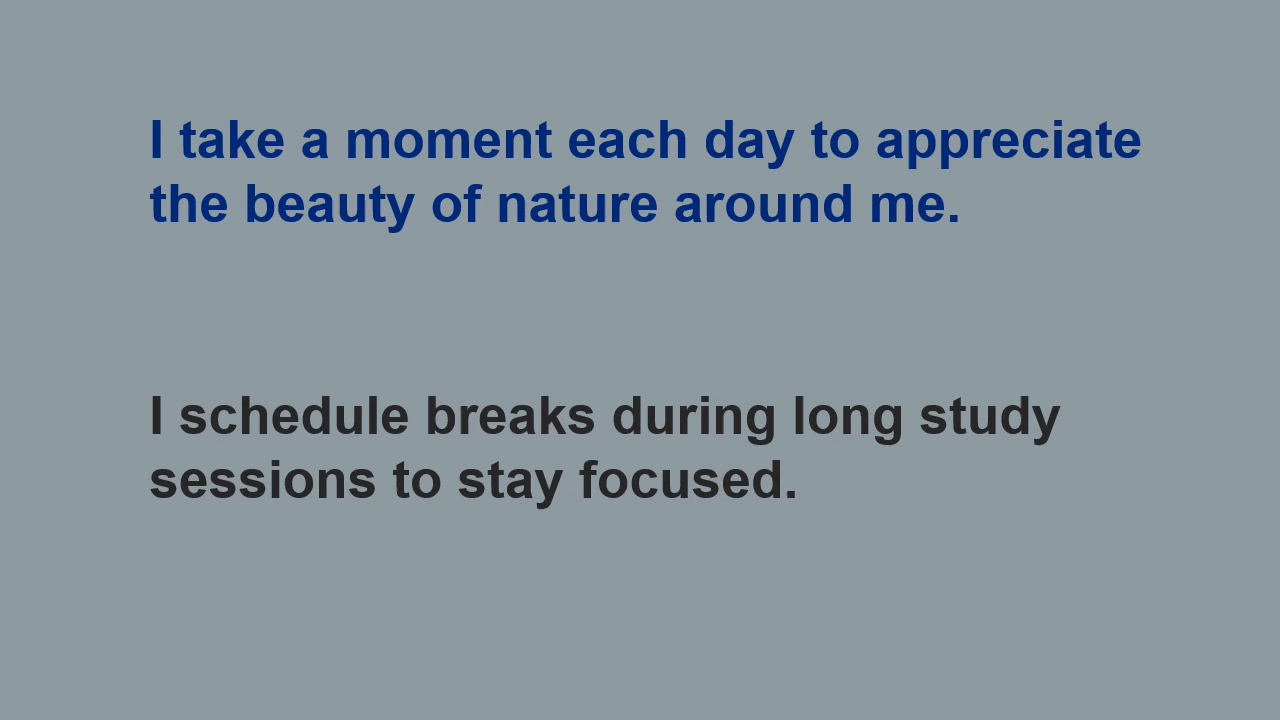 I take a moment each day to appreciate
the beauty of nature around me.
I schedule breaks during long study
sessions to stay focused.